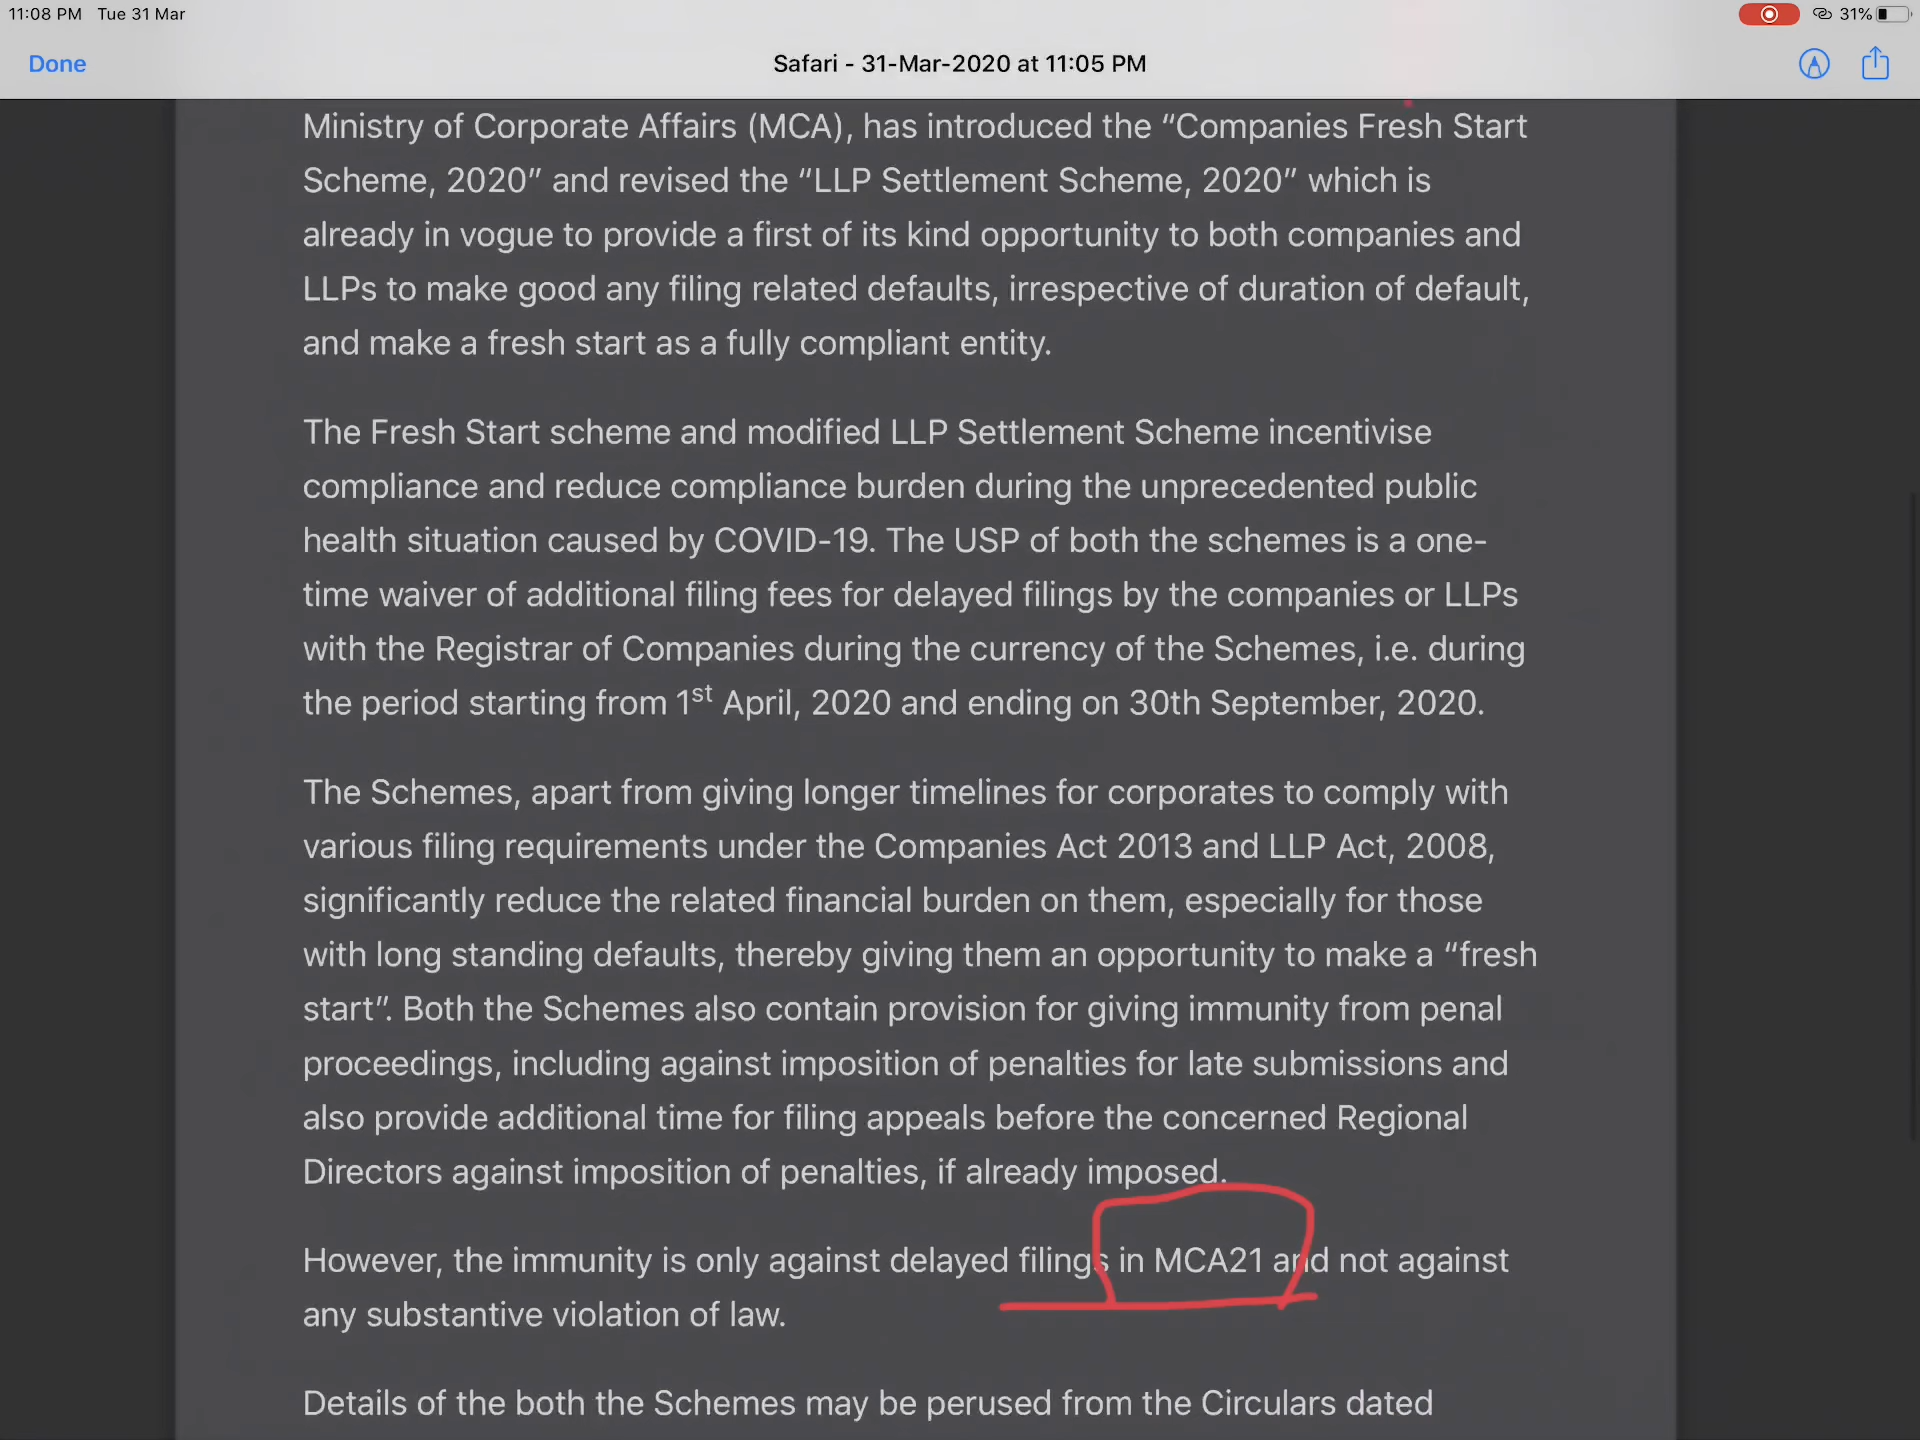 11:08 PM Tue 31 Mar
31%
Done
Safari - 31-Mar-2020 at 11:05 PM
Ministry of Corporate Affairs (MCA), has introduced the “Companies Fresh Start
Scheme, 2020” and revised the “LLP Settlement Scheme, 2020” which is
already in vogue to provide a first of its kind opportunity to both companies and
LLPs to make good any filing related defaults, irrespective of duration of default,
and make a fresh start as a fully compliant entity.
The Fresh Start scheme and modified LLP Settlement Scheme incentivise
compliance and reduce compliance burden during the unprecedented public
health situation caused by COVID-19. The USP of both the schemes is a one-
time waiver of additional filing fees for delayed filings by the companies or LLPs
with the Registrar of Companies during the currency of the Schemes, i.e. during
the period starting from 1st April, 2020 and ending on 30th September, 2020.
The Schemes, apart from giving longer timelines for corporates to comply with
various filing requirements under the Companies Act 2013 and LLP Act, 2008,
significantly reduce the related financial burden on them, especially for those
with long standing defaults, thereby giving them an opportunity to make a “fresh
start”. Both the Schemes also contain provision for giving immunity from penal
proceedings, including against imposition of penalties for late submissions and
also provide additional time for filing appeals before the concerned Regional
Directors against imposition of penalties, if already imposed.
However, the immunity is only against delayed filings in MCA21 and not against
any substantive violation of law.
Details of the both the Schemes may be perused from the Circulars dated